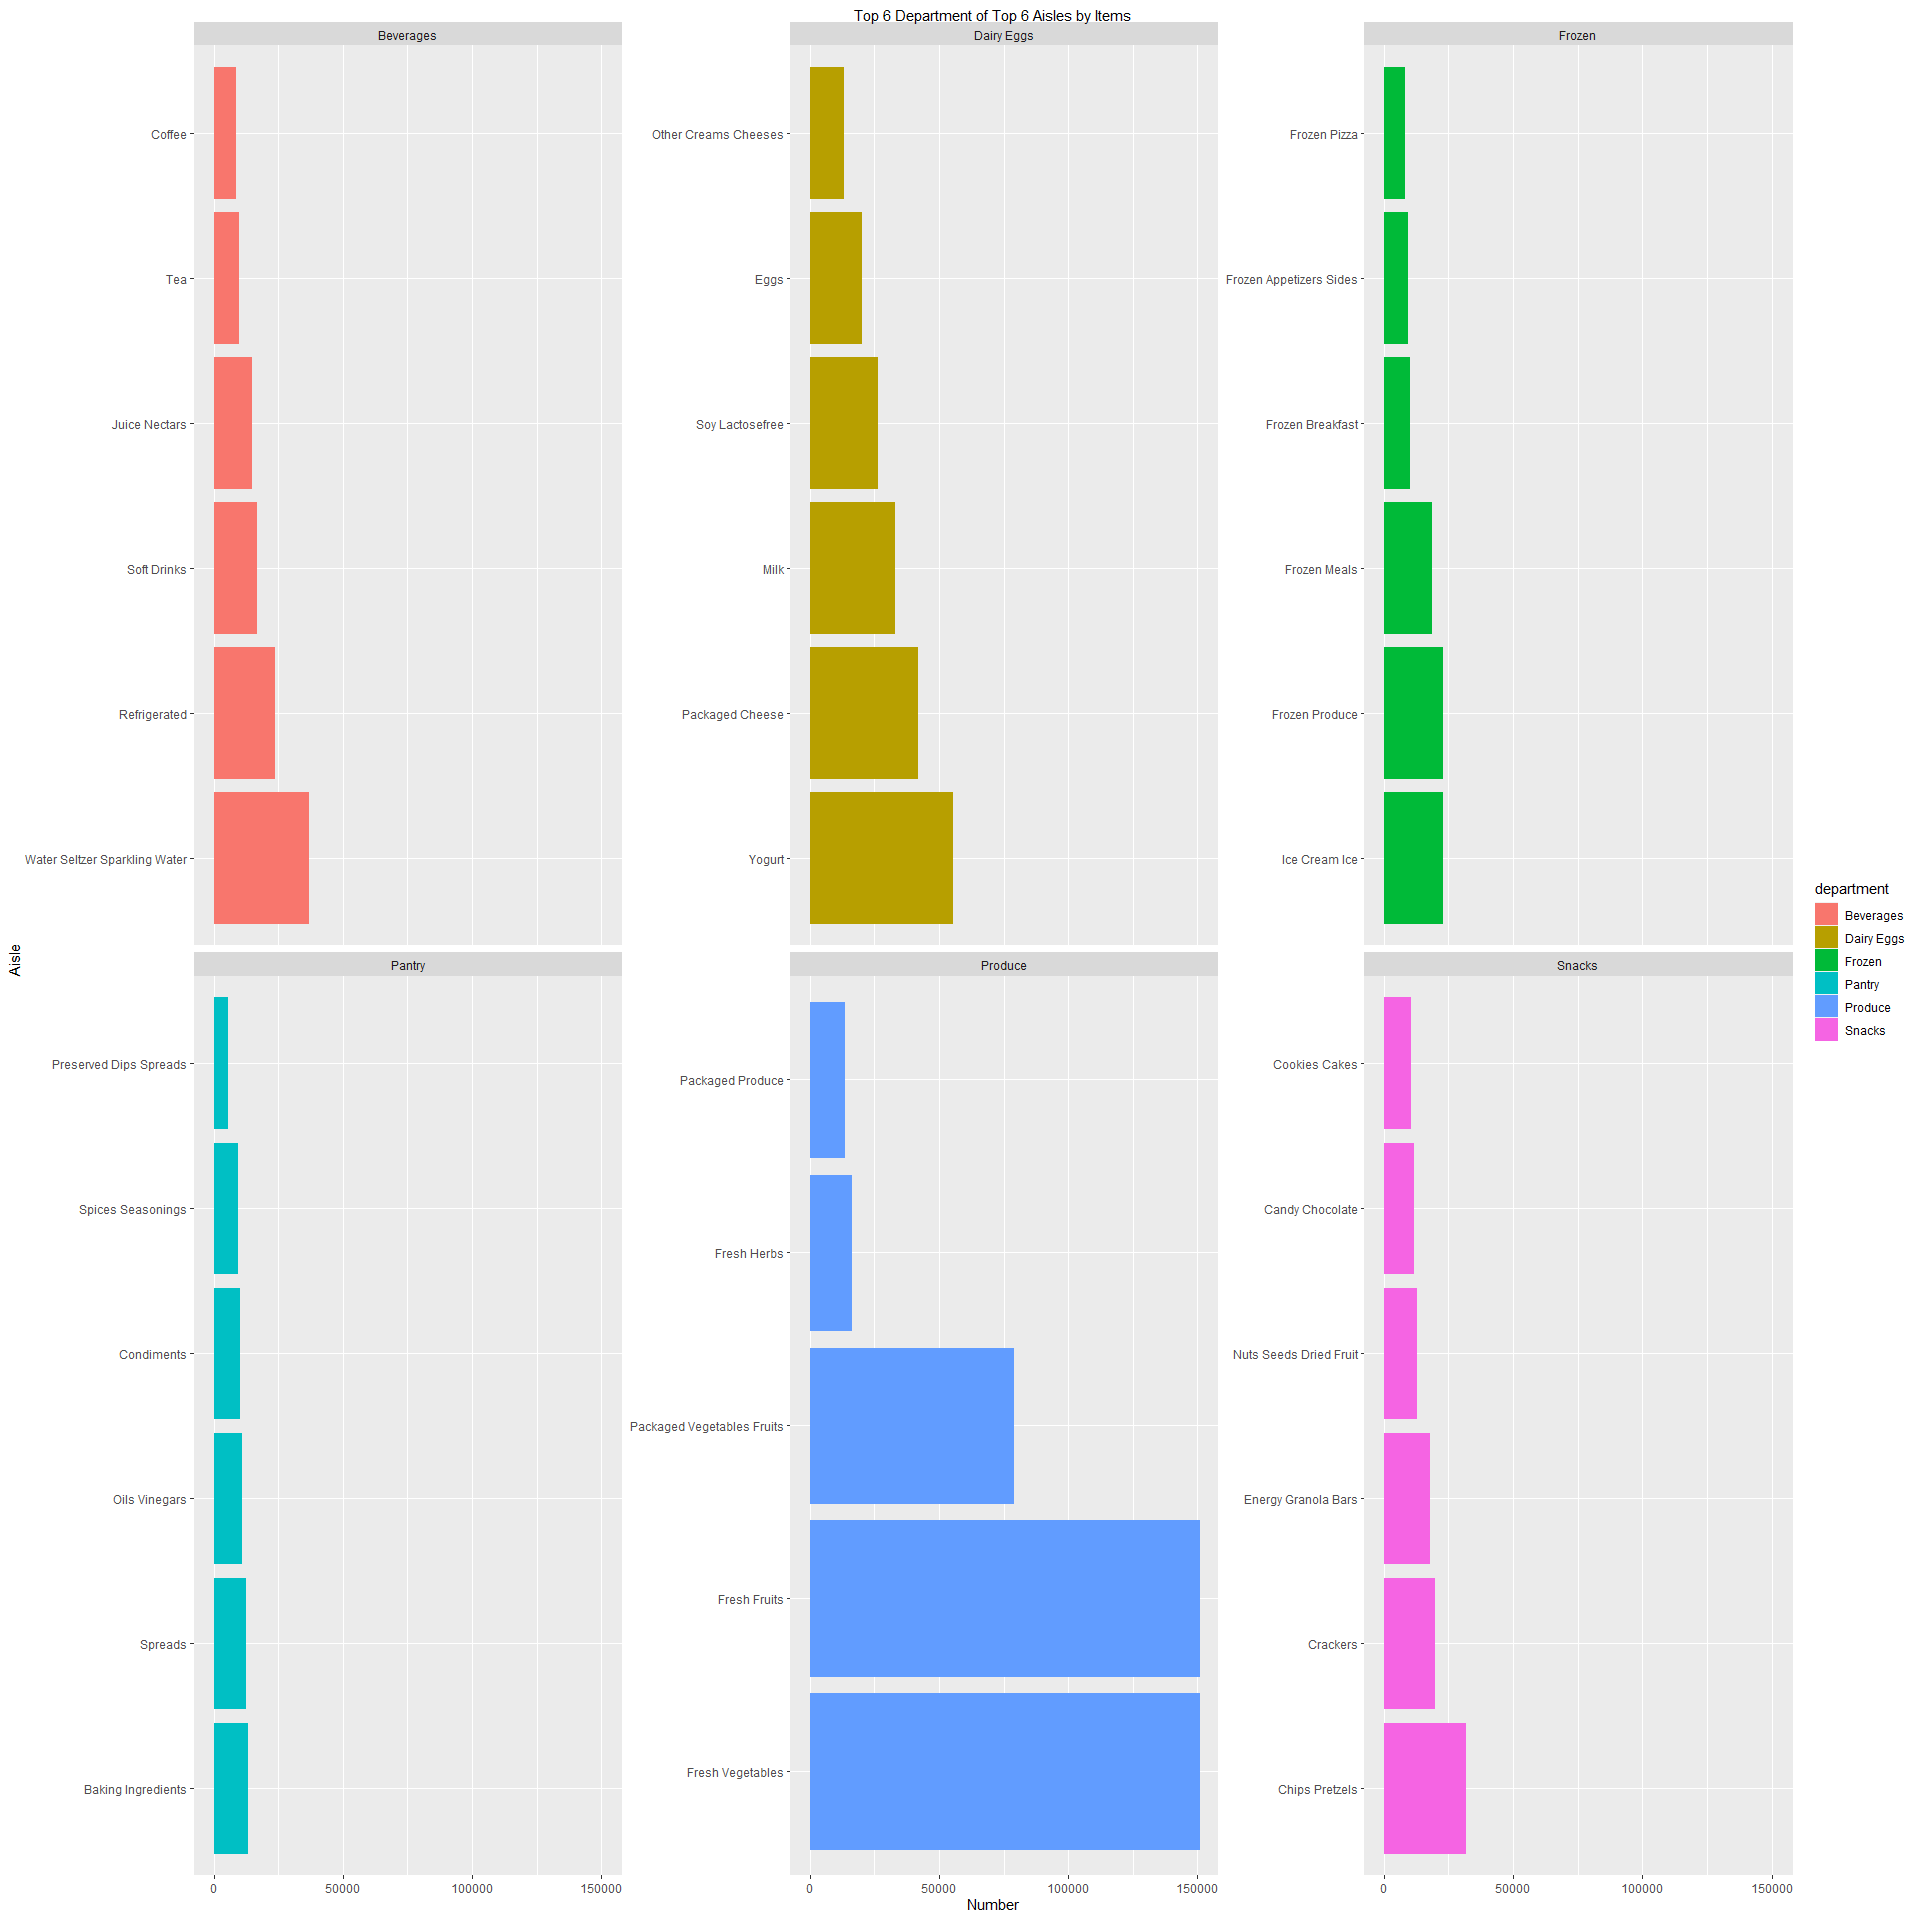 Top 6 Department of Top 6 Aisles by Items
Beverages
Coffee
Tea
Juice Nectars
Soft Drinks
Refrigerated
Water Seltzer Sparkling Water
Dairy Eggs
Other Creams Cheeses
Eggs
Soy Lactosefree
Milk
Packaged Cheese
Yogurt
Frozen
Frozen Pizza
Frozen Appetizers Sides
Frozen Breakfast
Frozen Meals
Frozen Produce
Ice Cream Ice
Aisle
Pantry
Preserved Dips Spreads
Spices Seasonings
Condiments
Oils Vinegars
Spreads
Baking Ingredients
0 50000 100000 150000
Produce
Packaged Produce
Fresh Herbs
Packaged Vegetables Fruits
Fresh Fruits
Fresh Vegetables
0 50000 100000 150000
Snacks
Cookies Cakes
Candy Chocolate
Nuts Seeds Dried Fruit
Energy Granola Bars
Crackers
Chips Pretzels
0 50000 100000 150000
Number
department
Beverages
Dairy Eggs
Frozen
Pantry
Produce
Snacks